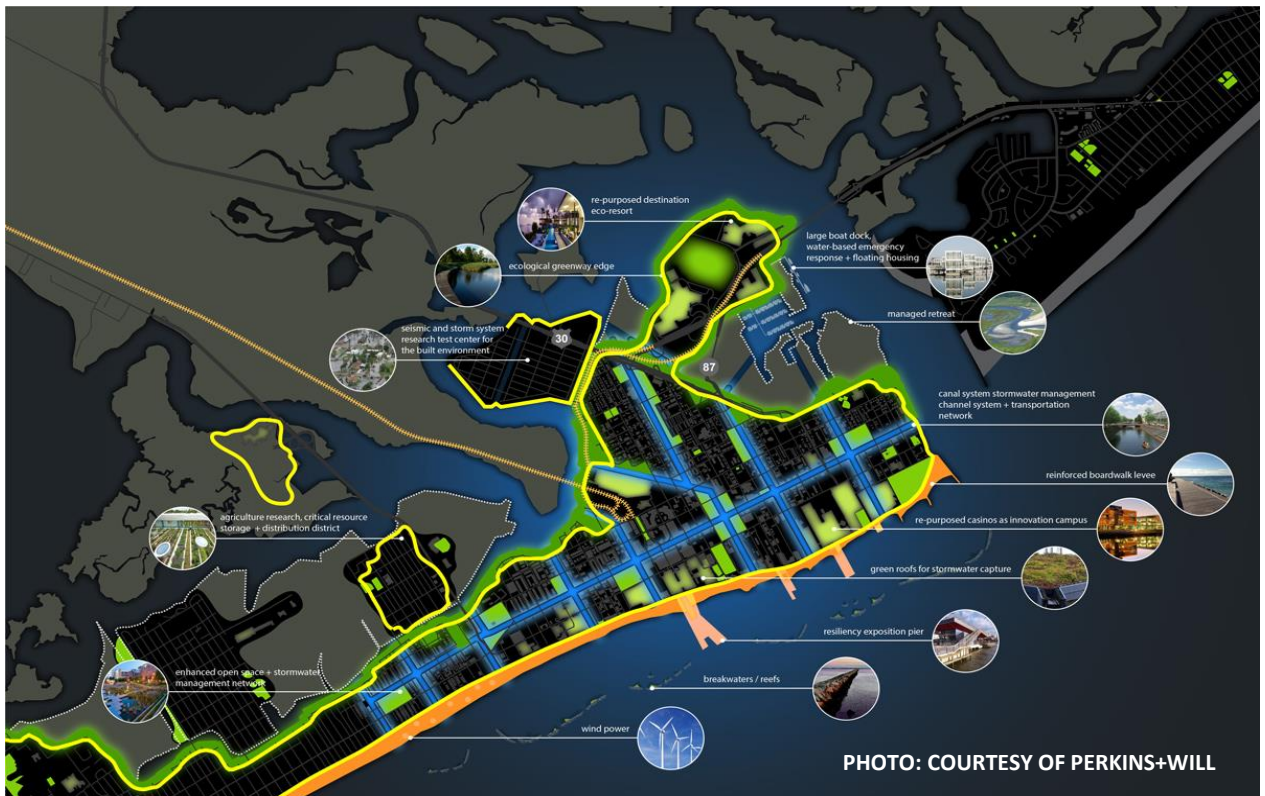 re-purposed destination
eco-resort
large boat dock,
water-based emergency
response + floating housing
ecological greenway edge
managed retreat
seismic and storm system
research test center for
the built environment
30
87
canal system stormwater management
channel system + transportation
network
reinforced boardwalk levee
agriculture research, critical resource
storage + distribution district
re-purposed casinos as innovation campus
green roofs for stormwater capture
resiliency exposition pier
enhanced open space + stormwater
management network
breakwaters / reefs
wind power
PHOTO: COURTESY OF PERKINS+WILL